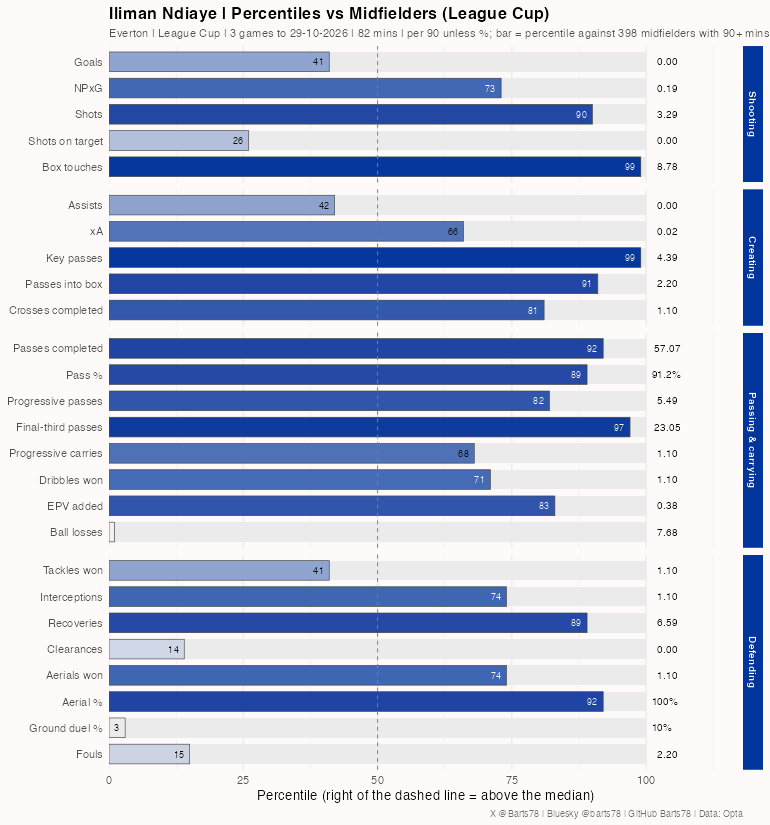 Iliman Ndiaye | Percentiles vs Midfielders (League Cup)
Everton | League Cup | 3 games to 29-10-2026 | 82 mins | per 90 unless %; bar = percentile against 398 midfielders with 90+ mins
Goals 41 0.00
NPxG 73 0.19
Shots 90 3.29
Shots on target 26 0.00
Box touches 99 8.78
Shooting
Assists 42 0.00
xA 66 0.02
Key passes 99 4.39
Passes into box 91 2.20
Crosses completed 81 1.10
Creating
Passes completed 92 57.07
Pass % 89 91.2%
Progressive passes 82 5.49
Final-third passes 97 23.05
Progressive carries 68 1.10
Dribbles won 71 1.10
EPV added 83 0.38
Ball losses 7.68
Passing & carrying
Tackles won 41 1.10
Interceptions 74 1.10
Recoveries 89 6.59
Clearances 14 0.00
Aerials won 74 1.10
Aerial % 92 100%
Ground duel % 3 10%
Fouls 15 2.20
Defending
0 25 50 75 100
Percentile (right of the dashed line = above the median)
X @Barts78 | Bluesky @barts78 | GitHub Barts78 | Data: Opta